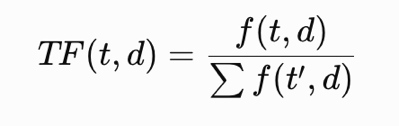 TF(t, d) = f(t, d) / ∑ f(t′, d)